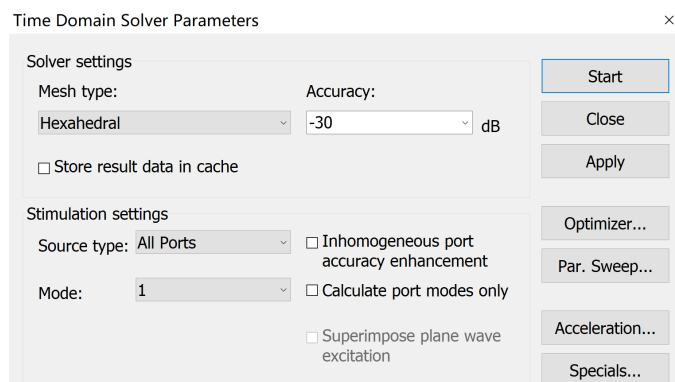 Time Domain Solver Parameters
Solver settings
Mesh type:
Accuracy:
Hexahedral
-30
dB
Store result data in cache
Stimulation settings
Source type:
All Ports
Inhomogeneous port
accuracy enhancement
Mode:
1
Calculate port modes only
Superimpose plane wave
excitation
Start
Close
Apply
Optimizer...
Par. Sweep...
Acceleration...
Specials...